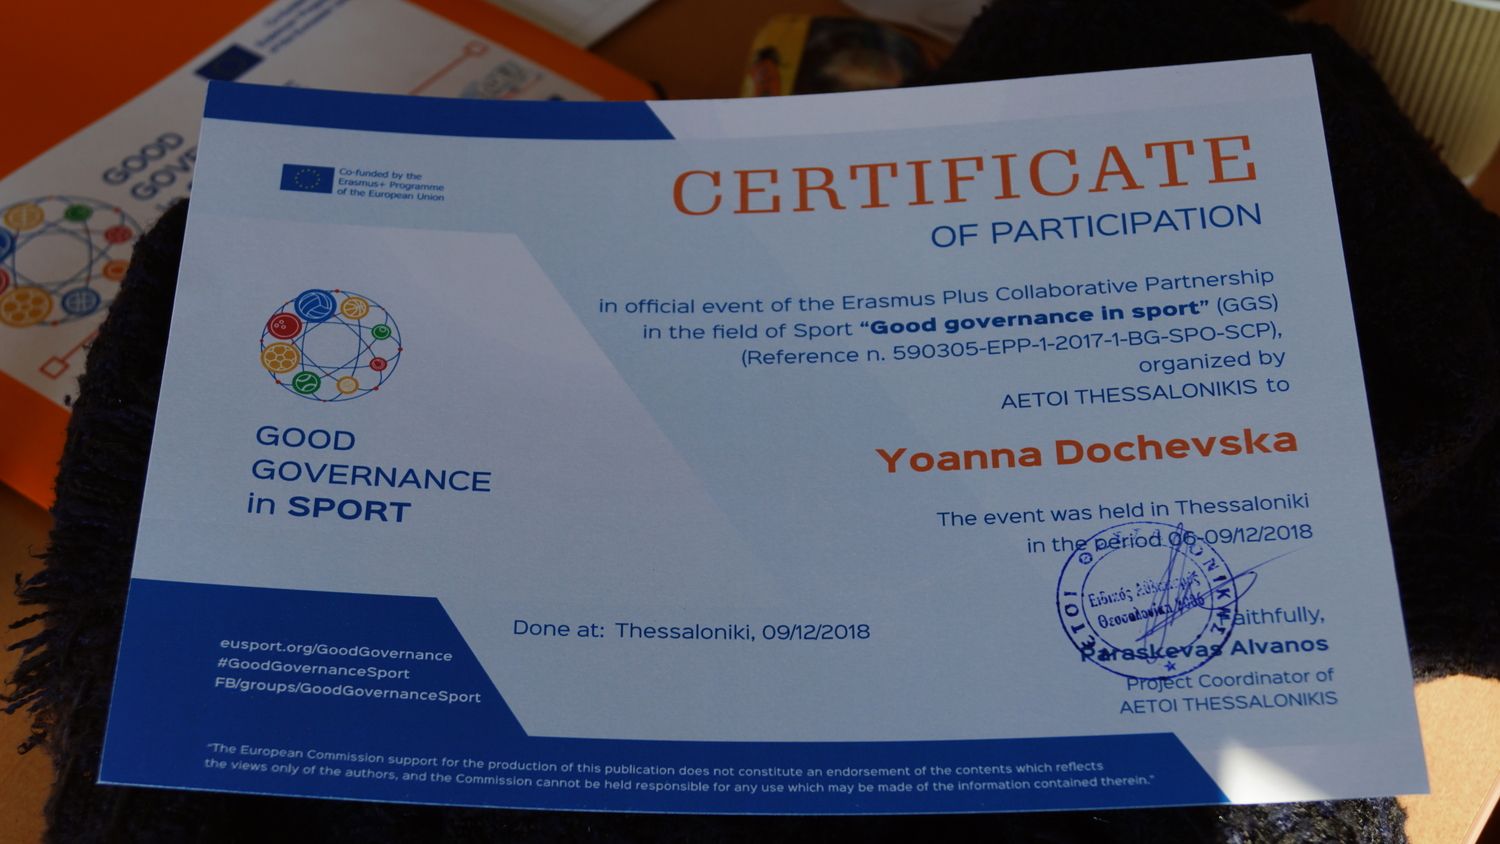 GOOD
Co-funded by the
Erasmus+ Programme
of the European Union
CERTIFICATE
OF PARTICIPATION
in official event of the Erasmus Plus Collaborative Partnership
in the field of Sport “Good governance in sport” (GGS)
(Reference n. 590305-EPP-1-2017-1-BG-SPO-SCP),
organized by
AETOI THESSALONIKIS to
Yoanna Dochevska
GOOD
GOVERNANCE
in SPORT
The event was held in Thessaloniki
in the period 06-09/12/2018
ΑΕΤΟΙ
Ειδικός
Θεσσαλονίκη
Done at: Thessaloniki, 09/12/2018
Faithfully,
Paraskevas Alvanos
Project Coordinator of
AETOI THESSALONIKIS
eusport.org/GoodGovernance
#GoodGovernanceSport
FB/groups/GoodGovernanceSport
"The European Commission support for the production of this publication does not constitute an endorsement of the contents which reflects
the views only of the authors, and the Commission cannot be held responsible for any use which may be made of the information contained therein."